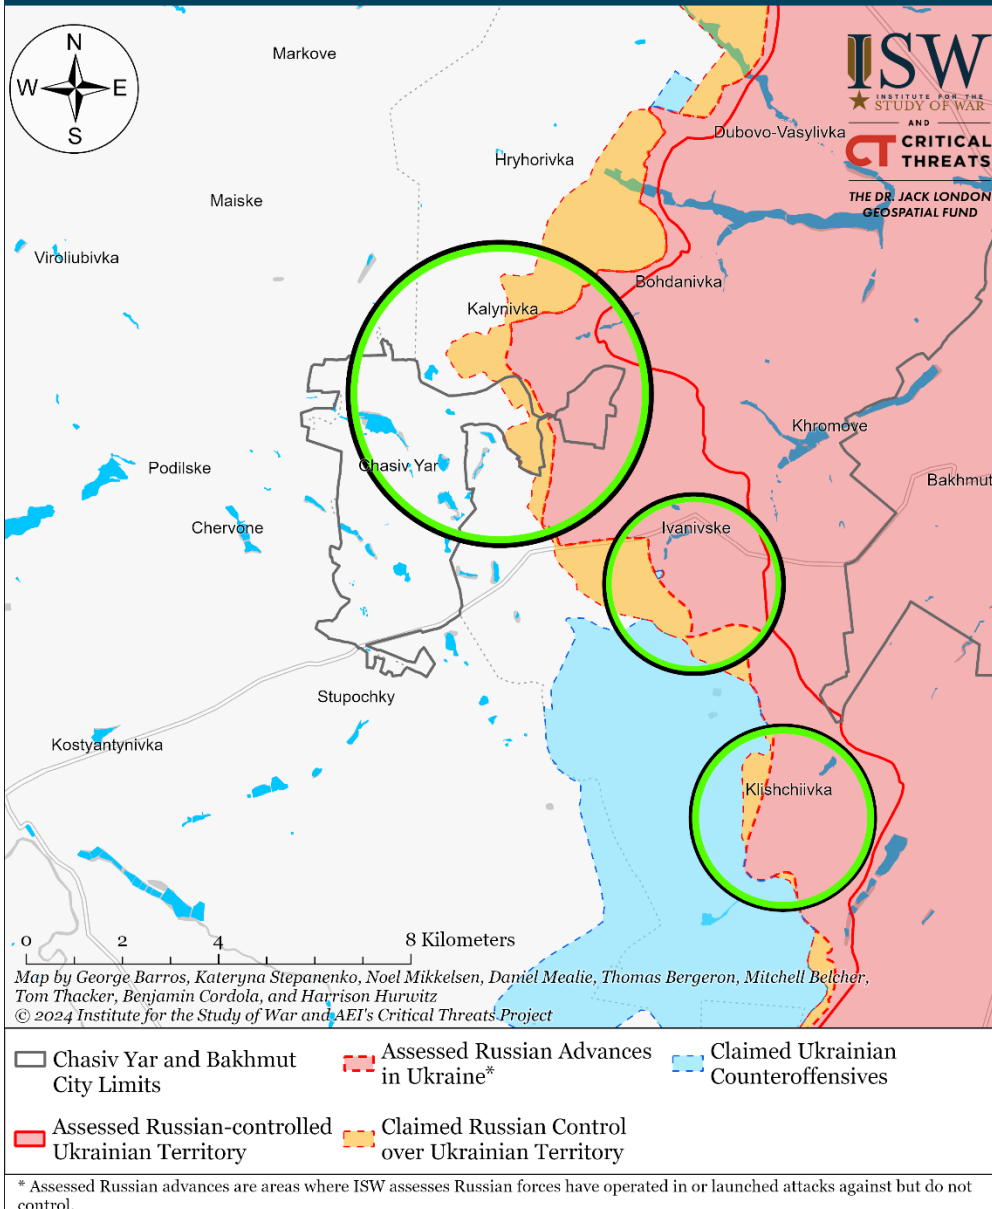 N
W
E
S
Markove
ISW
INSTITUTE FOR THE
STUDY OF WAR
AND
CT CRITICAL
THREATS
THE DR. JACK LONDON
GEOSPATIAL FUND
Dubovo-Vasylivka
Hryhorivka
Maiske
Viroliubivka
Bohdanivka
Kalynivka
Khromove
Podilske
Chasiv Yar
Bakhmut
Chervone
Ivanivske
Stupochky
Kostyantynivka
Klishchiivka
0 2 4 8 Kilometers
Map by George Barros, Kateryna Stepanenko, Noel Mikkelsen, Daniel Mealie, Thomas Bergeron, Mitchell Belcher,
Tom Thacker, Benjamin Cordola, and Harrison Hurwitz
© 2024 Institute for the Study of War and AEI's Critical Threats Project
Chasiv Yar and Bakhmut
City Limits
Assessed Russian Advances
in Ukraine*
Claimed Ukrainian
Counteroffensives
Assessed Russian-controlled
Ukrainian Territory
Claimed Russian Control
over Ukrainian Territory
* Assessed Russian advances are areas where ISW assesses Russian forces have operated in or launched attacks against but do not
control.